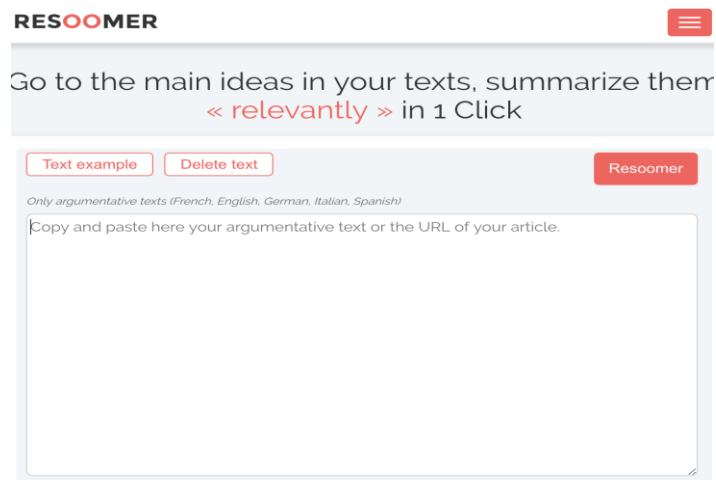 RESOOMER
Go to the main ideas in your texts, summarize them
« relevantly » in 1 Click
Text example
Delete text
Resoomer
Only argumentative texts (French, English, German, Italian, Spanish)
Copy and paste here your argumentative text or the URL of your article.